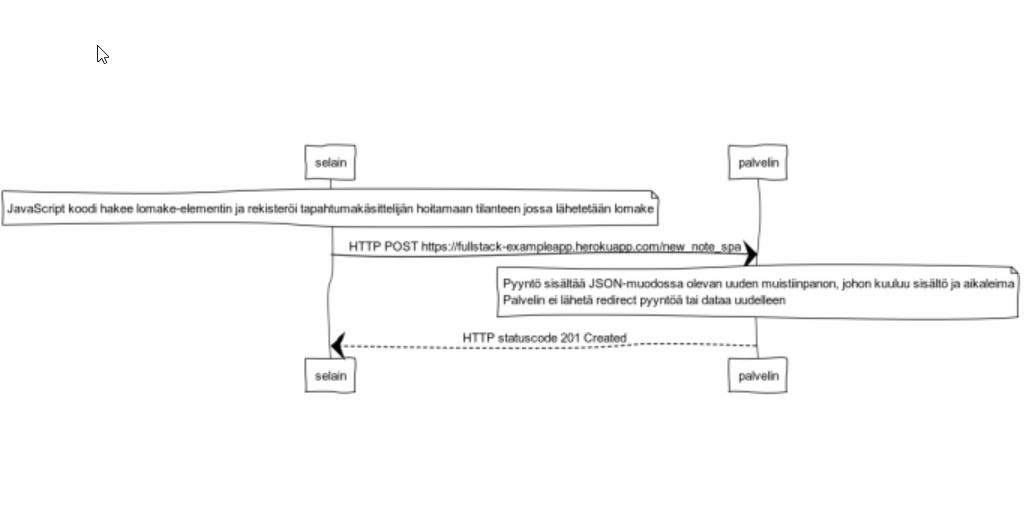 selain
palvelin
JavaScript koodi hakee lomake-elementin ja rekisteröi tapahtumakäsittelijän hoitamaan tilanteen jossa lähetetään lomake
HTTP POST https://fullstack-exampleapp.herokuapp.com/new_note_spa
Pyyntö sisältää JSON-muodossa olevan uuden muistiinpanon, johon kuuluu sisältö ja aikaleima
Palvelin ei lähetä redirect pyyntöä tai dataa uudelleen
HTTP statuscode 201 Created
selain
palvelin